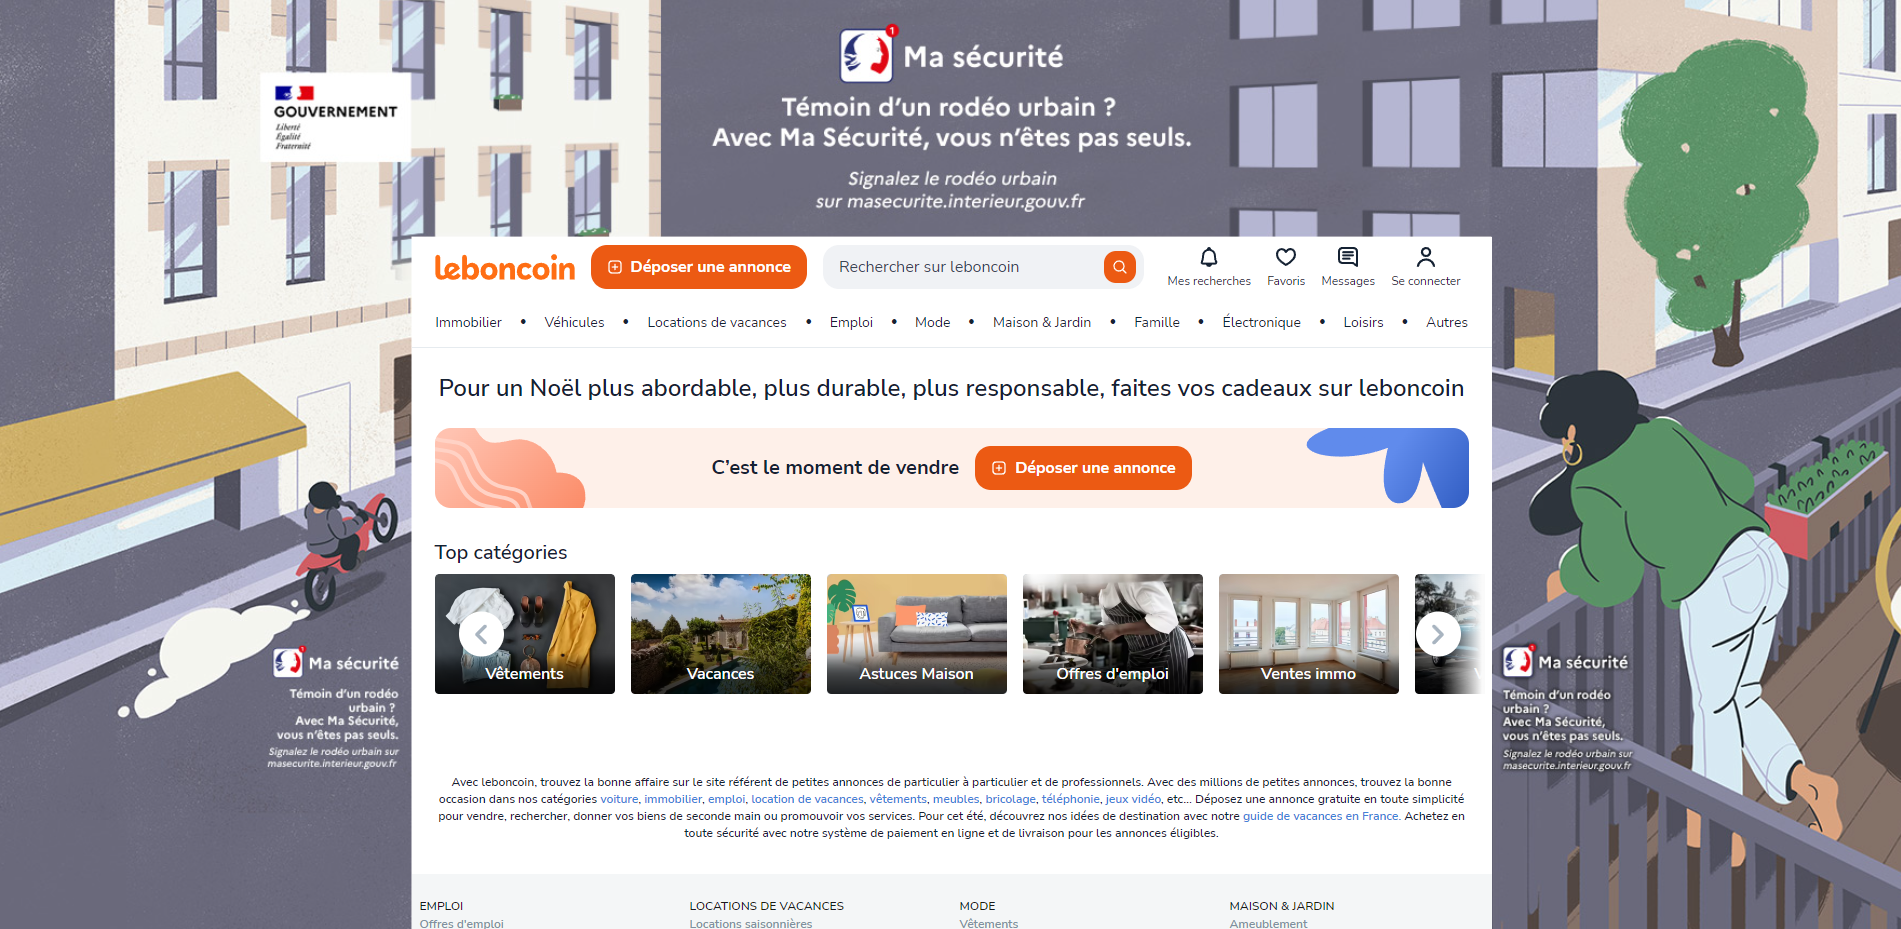 1
Ma sécurité
GOUVERNEMENT
Liberté
Égalité
Fraternité
Témoin d’un rodéo urbain ?
Avec Ma Sécurité, vous n’êtes pas seuls.
Signalez le rodéo urbain
sur masecurite.interieur.gouv.fr
leboncoin
Déposer une annonce
Rechercher sur leboncoin
Mes recherches
Favoris
Messages
Se connecter
Immobilier • Véhicules • Locations de vacances • Emploi • Mode • Maison & Jardin • Famille • Électronique • Loisirs • Autres
Pour un Noël plus abordable, plus durable, plus responsable, faites vos cadeaux sur leboncoin
C’est le moment de vendre
Déposer une annonce
Top catégories
Vêtements
Vacances
Astuces Maison
Offres d'emploi
Ventes immo
V
Ma sécurité
Témoin d’un rodéo
urbain ?
Avec Ma Sécurité,
vous n’êtes pas seuls.
Signalez le rodéo urbain sur
masecurite.interieur.gouv.fr
Ma sécurité
Témoin d’un rodéo
urbain ?
Avec Ma Sécurité,
vous n’êtes pas seuls.
Signalez le rodéo urbain sur
masecurite.interieur.gouv.fr
Avec leboncoin, trouvez la bonne affaire sur le site référent de petites annonces de particulier à particulier et de professionnels. Avec des millions de petites annonces, trouvez la bonne
occasion dans nos catégories voiture, immobilier, emploi, location de vacances, vêtements, meubles, bricolage, téléphonie, jeux vidéo, etc... Déposez une annonce gratuite en toute simplicité
pour vendre, rechercher, donner vos biens de seconde main ou promouvoir vos services. Pour cet été, découvrez nos idées de destination avec notre guide de vacances en France. Achetez en
toute sécurité avec notre système de paiement en ligne et de livraison pour les annonces éligibles.
EMPLOI
Offres d'emploi
LOCATIONS DE VACANCES
Locations saisonnières
MODE
Vêtements
MAISON & JARDIN
Ameublement